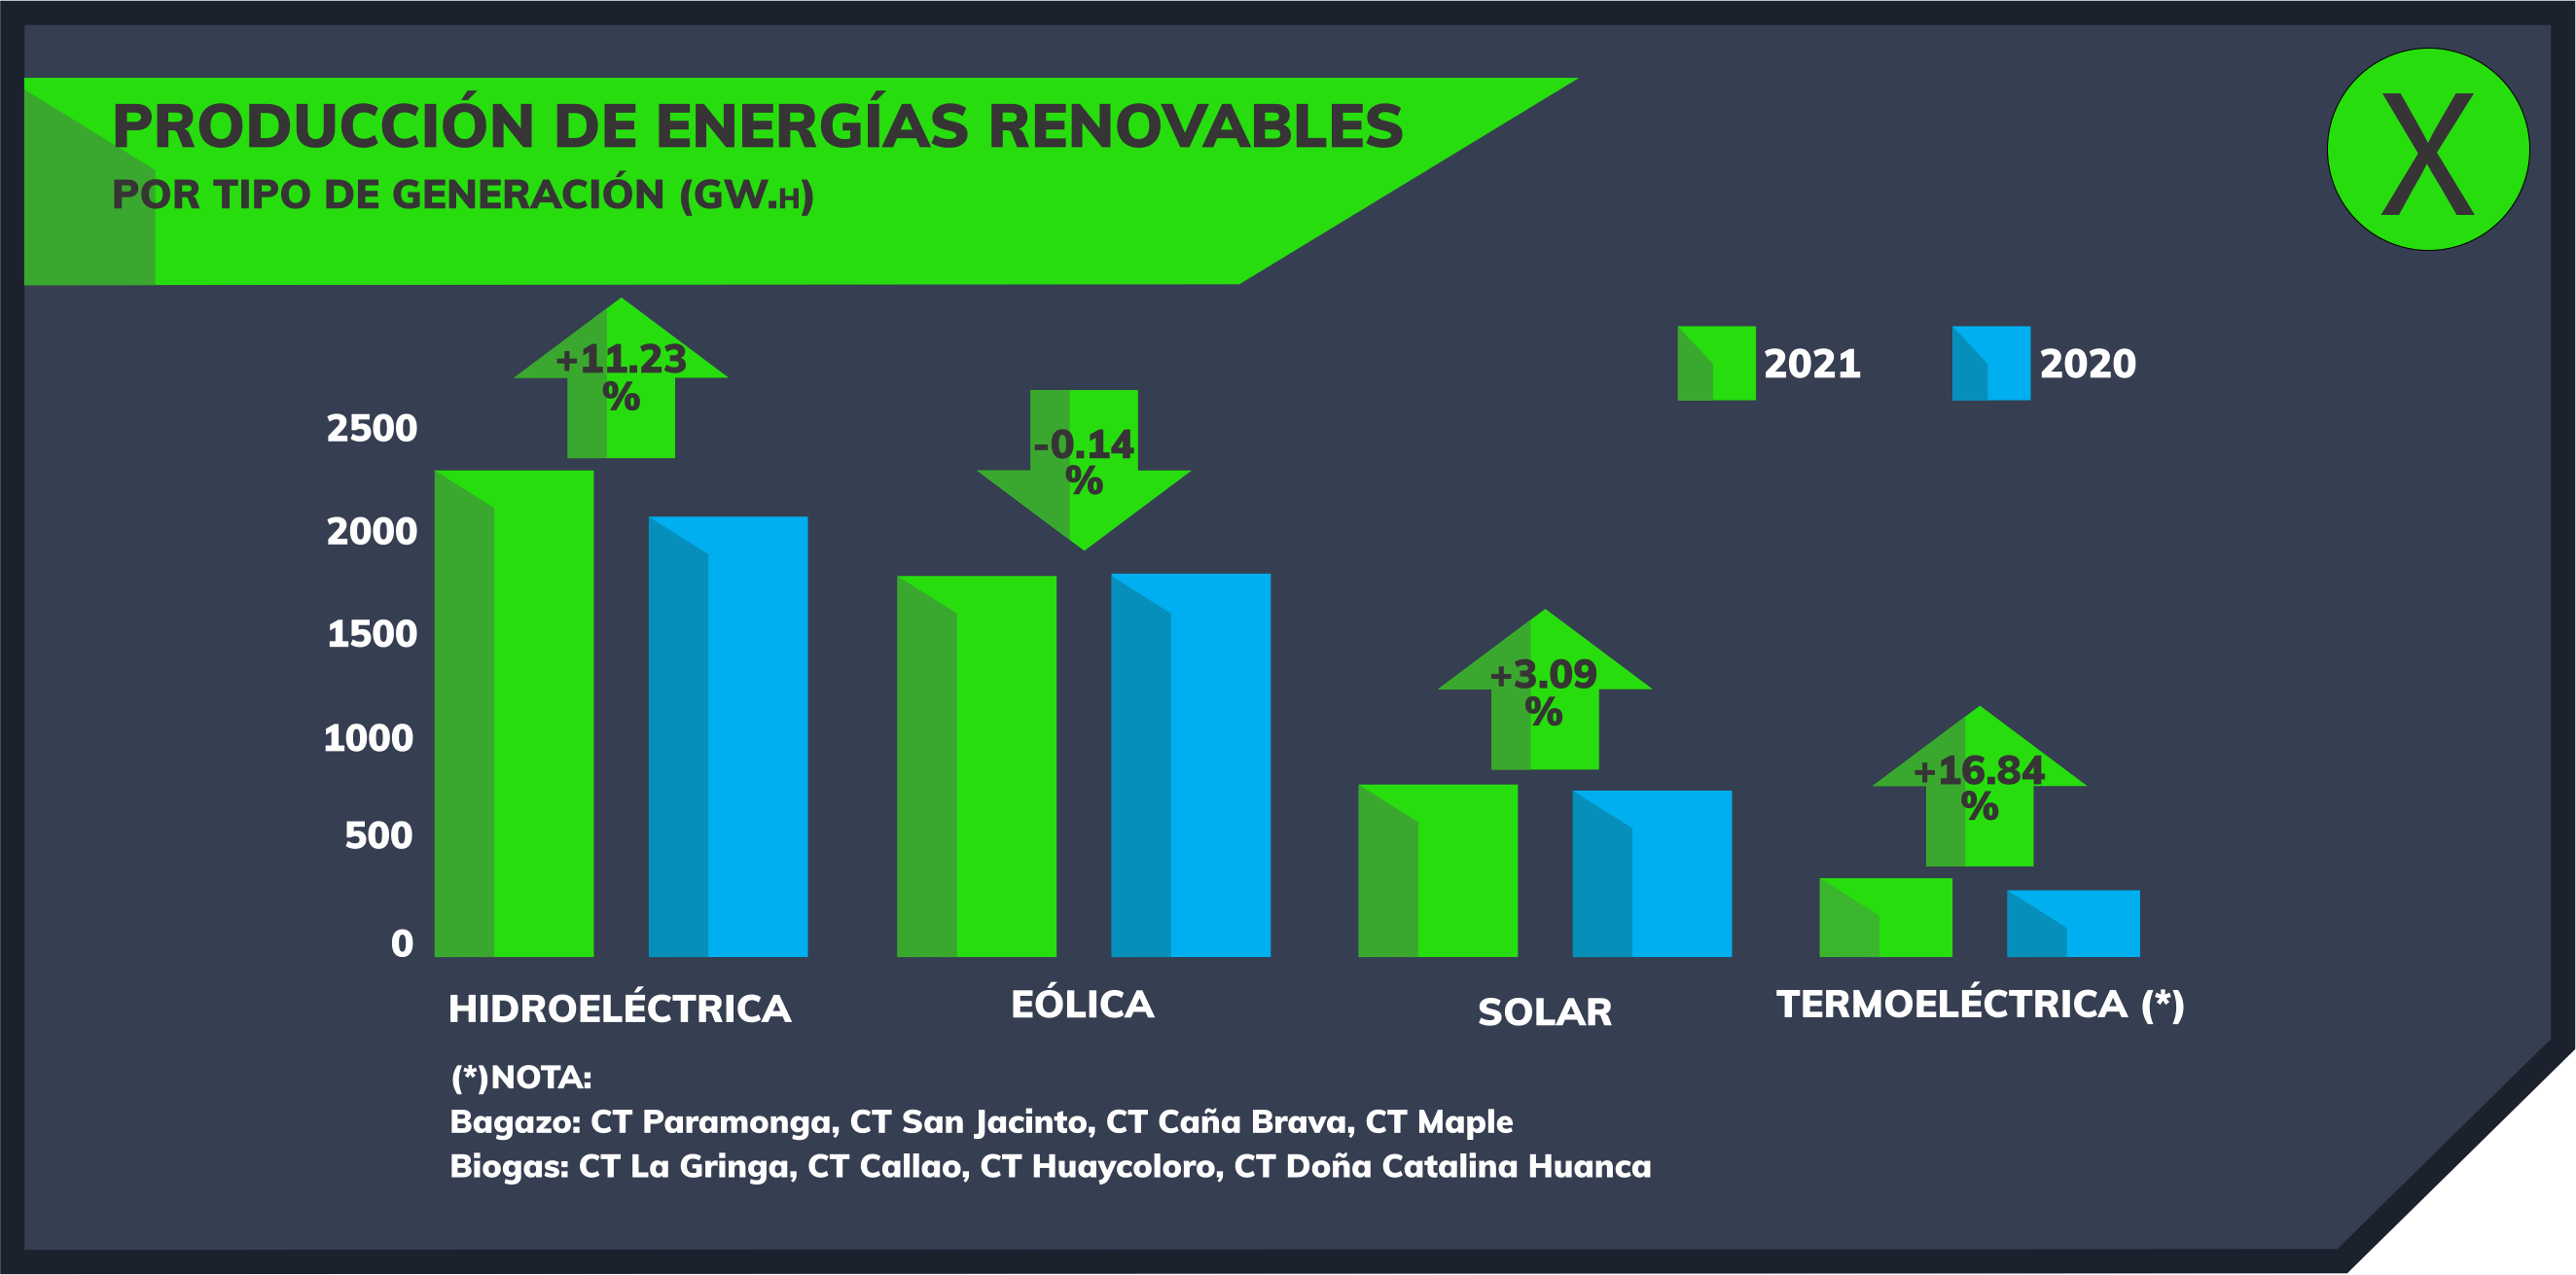 PRODUCCIÓN DE ENERGÍAS RENOVABLES
POR TIPO DE GENERACIÓN (GW.H)
X
2021
2020
+11.23
%
-0.14
%
+3.09
%
+16.84
%
2500
2000
1500
1000
500
0
HIDROELÉCTRICA
EÓLICA
SOLAR
TERMOELÉCTRICA (*)
(*)NOTA:
Bagazo: CT Paramonga, CT San Jacinto, CT Caña Brava, CT Maple
Biogas: CT La Gringa, CT Callao, CT Huaycoloro, CT Doña Catalina Huanca